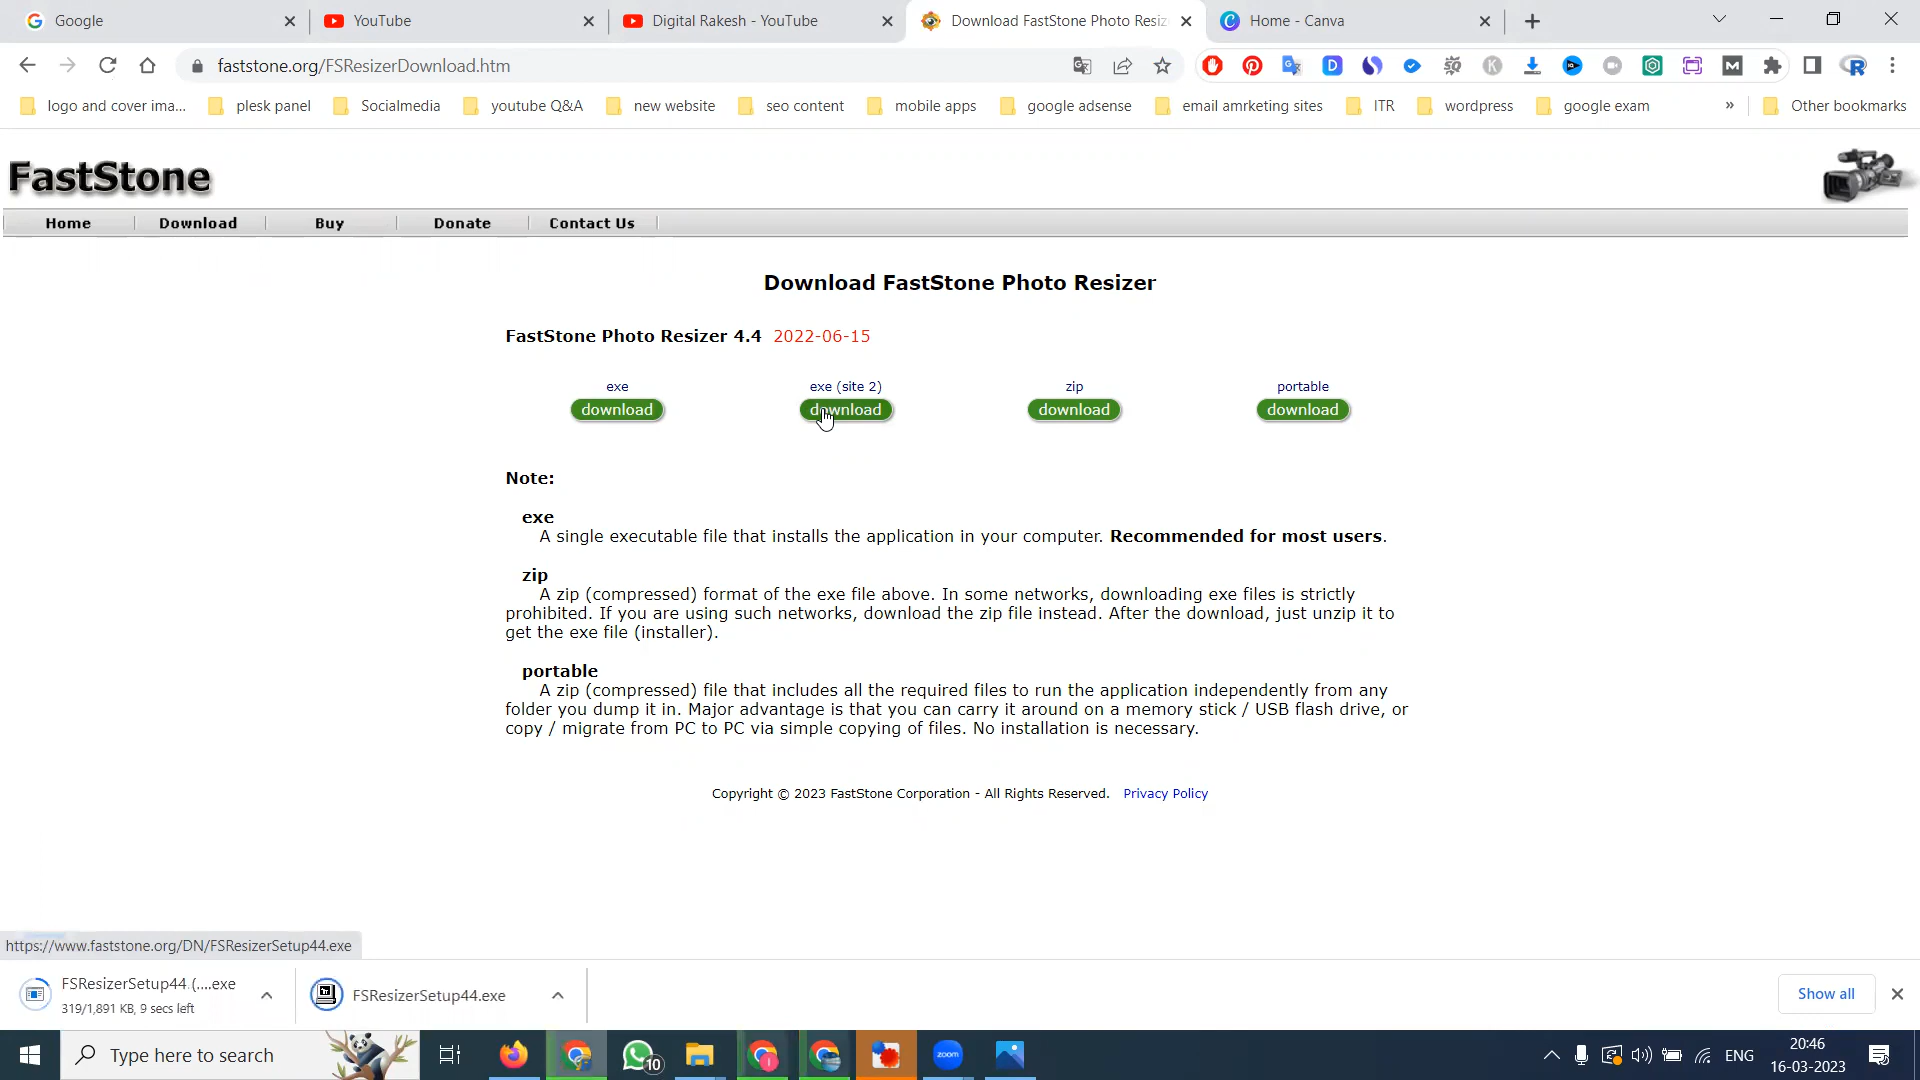 Google
YouTube
Digital Rakesh - YouTube
Download FastStone Photo Resiz
Home - Canva
faststone.org/FSResizerDownload.htm
logo and cover ima...
plesk panel
Socialmedia
youtube Q&A
new website
seo content
mobile apps
google adsense
email amrketing sites
ITR
wordpress
google exam
»
Other bookmarks
FastStone
Home
Download
Buy
Donate
Contact Us
Download FastStone Photo Resizer
FastStone Photo Resizer 4.4 2022-06-15
exe
exe (site 2)
zip
portable
download
download
download
download
Note:
exe
A single executable file that installs the application in your computer. Recommended for most users.
zip
A zip (compressed) format of the exe file above. In some networks, downloading exe files is strictly
prohibited. If you are using such networks, download the zip file instead. After the download, just unzip it to
get the exe file (installer).
portable
A zip (compressed) file that includes all the required files to run the application independently from any
folder you dump it in. Major advantage is that you can carry it around on a memory stick / USB flash drive, or
copy / migrate from PC to PC via simple copying of files. No installation is necessary.
Copyright © 2023 FastStone Corporation - All Rights Reserved. Privacy Policy
https://www.faststone.org/DN/FSResizerSetup44.exe
FSResizerSetup44 (....exe
319/1,891 KB, 9 secs left
FSResizerSetup44.exe
Show all
Type here to search
10
zoom
ENG
20:46
16-03-2023